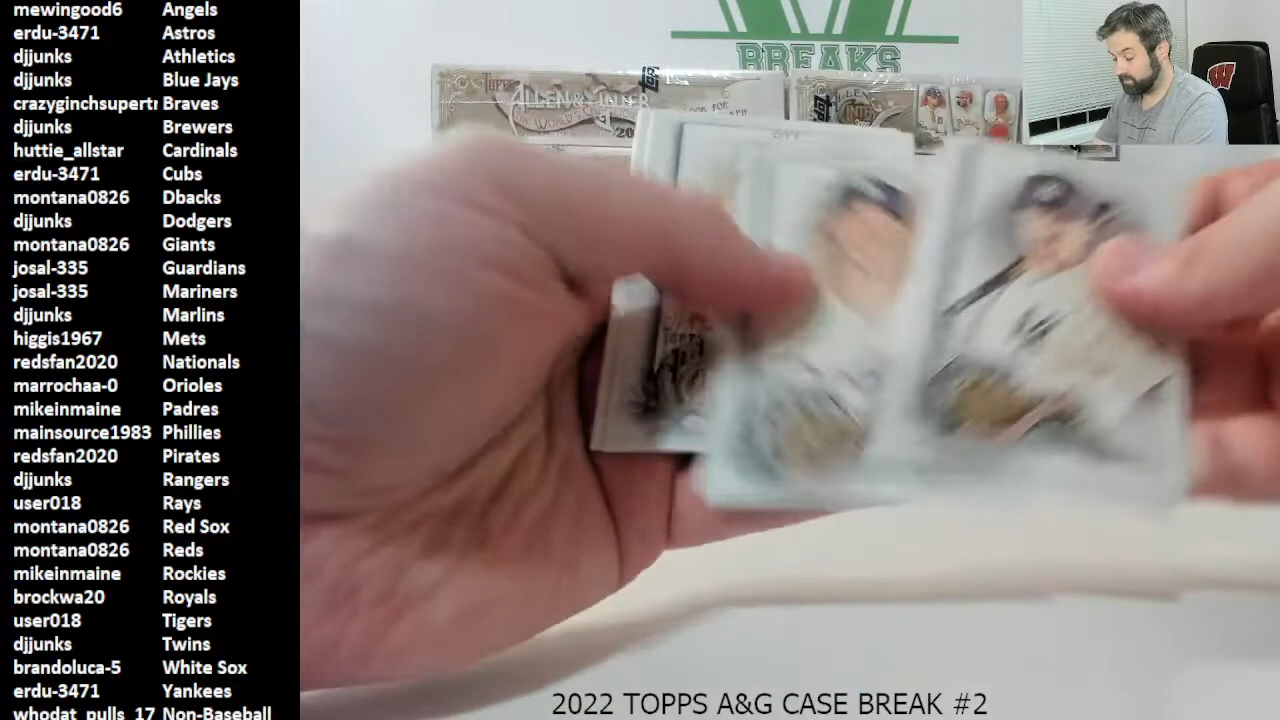 mewingood6 Angels
erdu-3471 Astros
djjunks Athletics
djjunks Blue Jays
crazyginchsupert Braves
djjunks Brewers
huttie_allstar Cardinals
erdu-3471 Cubs
montana0826 Dbacks
djjunks Dodgers
montana0826 Giants
josal-335 Guardians
josal-335 Mariners
djjunks Marlins
higgis1967 Mets
redsfan2020 Nationals
marrochaa-0 Orioles
mikeinmaine Padres
mainsource1983 Phillies
redsfan2020 Pirates
djjunks Rangers
user018 Rays
montana0826 Red Sox
montana0826 Reds
mikeinmaine Rockies
brockwa20 Royals
user018 Tigers
djjunks Twins
brandoluca-5 White Sox
erdu-3471 Yankees
whodat_pulls_17 Non-Baseball
BREAKS
TOPPS
ALLEN & GINTER
W
2022 TOPPS A&G CASE BREAK #2